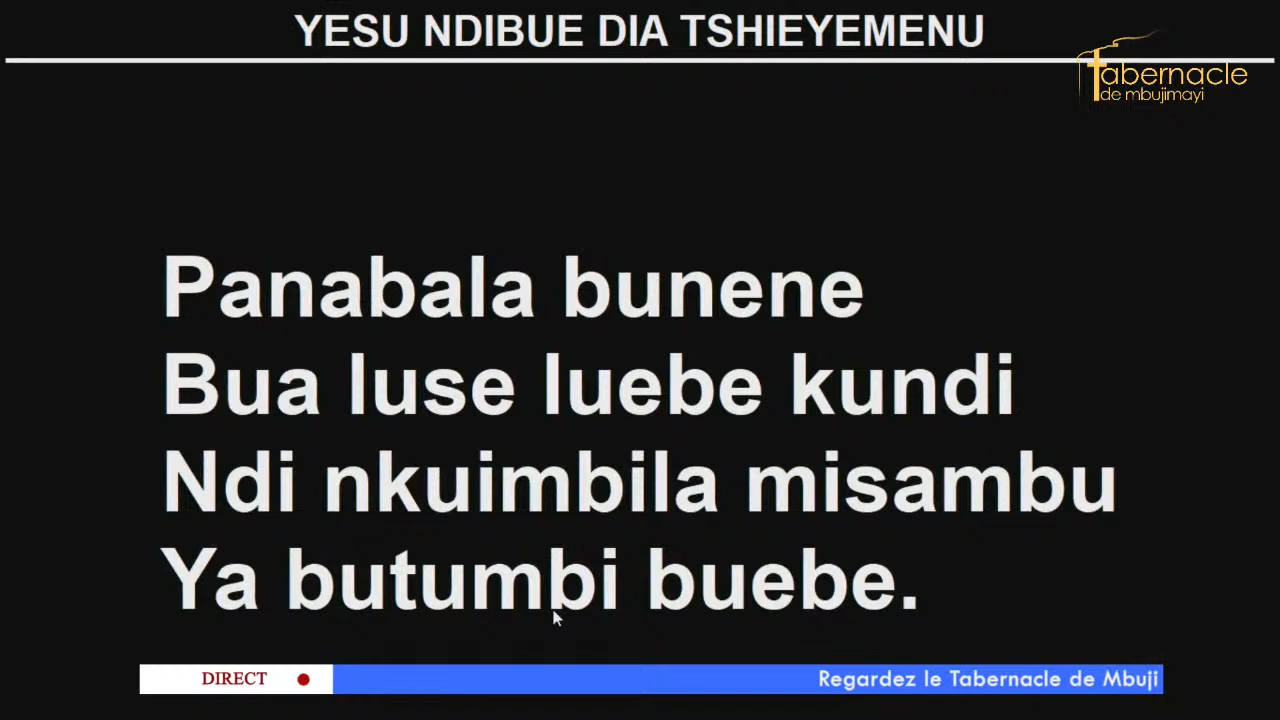 YESU NDIBUE DIA TSHIEYEMENU
Tabernacle
de mbujimayi
Panabala bunene
Bua luse luebe kundi
Ndi nkuimbila misambu
Ya butumbi buebe.
DIRECT
Regardez le Tabernacle de Mbuji